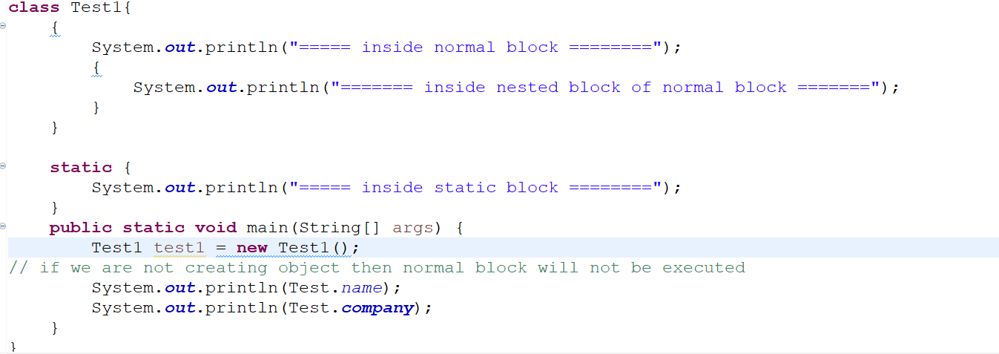 class Test1{
    {
        System.out.println("===== inside normal block ========");
        {
            System.out.println("======= inside nested block of normal block =======");
        }
    }

    static {
        System.out.println("===== inside static block ========");
    }
    public static void main(String[] args) {
        Test1 test1 = new Test1();
// if we are not creating object then normal block will not be executed
        System.out.println(Test.name);
        System.out.println(Test.company);
    }
}